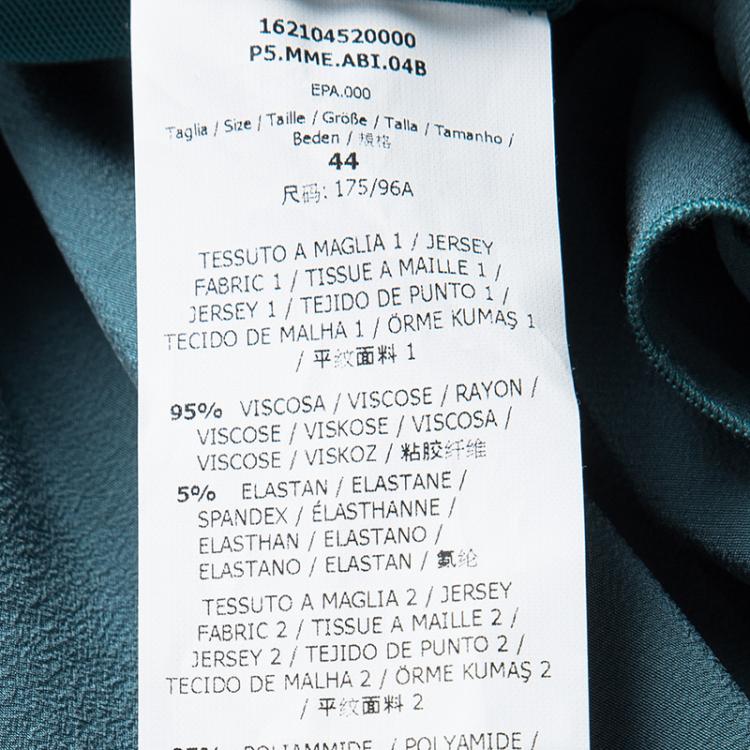 162104520000
P5.MME.ABI.04B
EPA.000
Taglia / Size / Taille / Größe / Talla / Tamanho /
Beden / 規格
44
尺码: 175/96A
TESSUTO A MAGLIA 1 / JERSEY
FABRIC 1 / TISSUE A MAILLE 1 /
JERSEY 1 / TEJIDO DE PUNTO 1 /
TECIDO DE MALHA 1 / ÖRME KUMAŞ 1
/ 平纹面料 1
95% VISCOSA / VISCOSE / RAYON /
VISCOSE / VISKOSE / VISCOSA /
VISCOSE / VISKOZ / 粘胶纤维
5% ELASTAN / ELASTANE /
SPANDEX / ÉLASTHANNE /
ELASTHAN / ELASTANO /
ELASTANO / ELASTAN / 氨纶
TESSUTO A MAGLIA 2 / JERSEY
FABRIC 2 / TISSUE A MAILLE 2 /
JERSEY 2 / TEJIDO DE PUNTO 2 /
TECIDO DE MALHA 2 / ÖRME KUMAŞ 2
/ 平纹面料 2
POLIAMMIDE / POLYAMIDE /